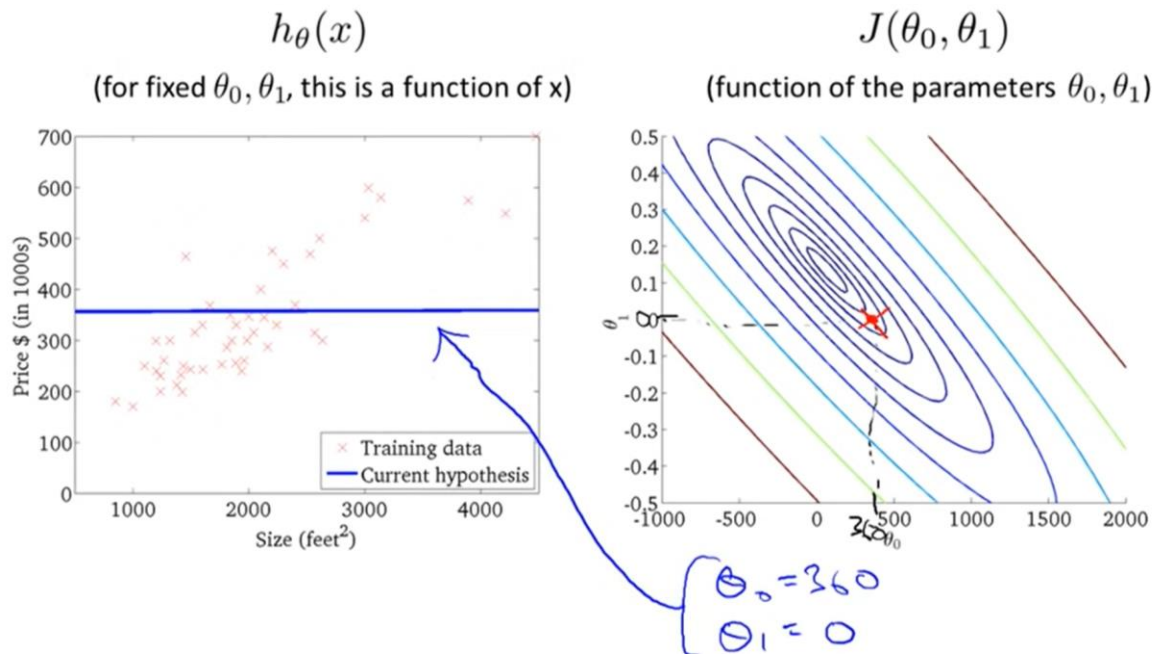 hθ(x)
(for fixed θ0, θ1, this is a function of x)
700
600
500
400
300
200
100
0
Price $ (in 1000s)
1000 2000 3000 4000
Size (feet²)
Training data
Current hypothesis
J(θ0, θ1)
(function of the parameters θ0, θ1)
0.5
0.4
0.3
0.2
0.1
0
-0.1
-0.2
-0.3
-0.4
-0.5
θ1
-1000 -500 0 500 1000 1500 2000
360
θ0
θ0 = 360
θ1 = 0